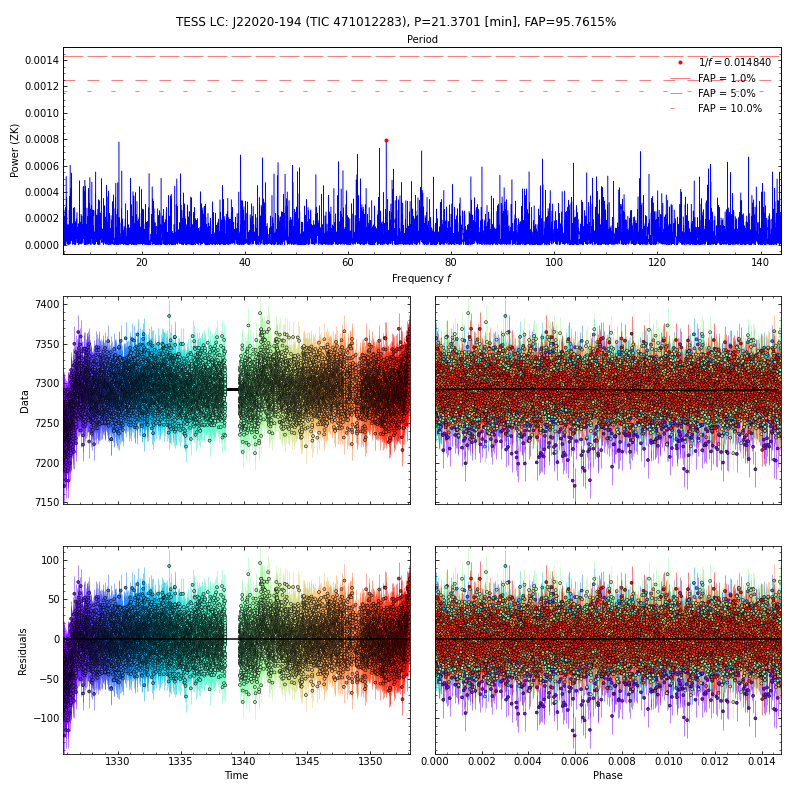 TESS LC: J22020-194 (TIC 471012283), P=21.3701 [min], FAP=95.7615%
Period
0.0014
0.0012
0.0010
0.0008
0.0006
0.0004
0.0002
0.0000
Power (ZK)
1/f = 0.014840
FAP = 1.0%
FAP = 5.0%
FAP = 10.0%
20 40 60 80 100 120 140
Frequency f
7400
7350
7300
7250
7200
7150
Data
100
50
0
−50
−100
Residuals
1330 1335 1340 1345 1350
Time
0.000 0.002 0.004 0.006 0.008 0.010 0.012 0.014
Phase